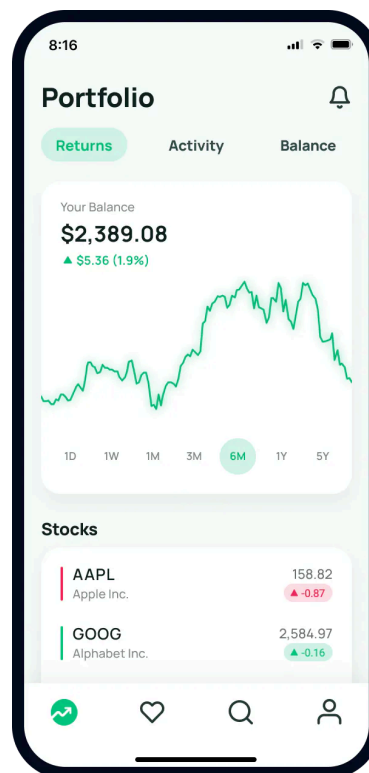 8:16
Portfolio
Returns Activity Balance
Your Balance
$2,389.08
▲ $5.36 (1.9%)
1D 1W 1M 3M 6M 1Y 5Y
Stocks
AAPL 158.82
Apple Inc. ▲ -0.87
GOOG 2,584.97
Alphabet Inc. ▲ -0.16